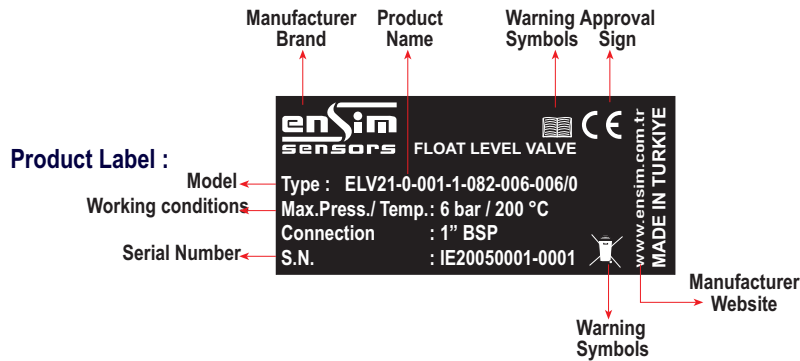 Manufacturer Brand
Product Name
Warning Symbols
Approval Sign
Product Label :
ensim
sensors
FLOAT LEVEL VALVE
CE
Model
Type : ELV21-0-001-1-082-006-006/0
Working conditions
Max.Press./ Temp.: 6 bar / 200 °C
Connection : 1” BSP
Serial Number
S.N. : IE20050001-0001
www.ensim.com.tr
MADE IN TURKIYE
Manufacturer Website
Warning Symbols